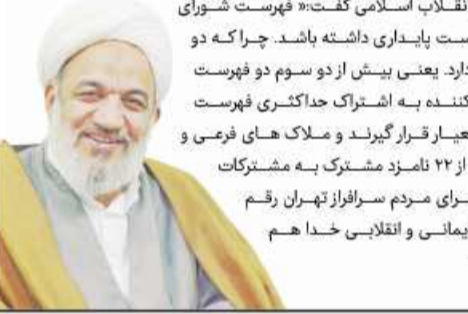 انقلاب اسلامی گفت:« فهرست شورای
ست پایداری داشته باشد. چرا که دو
دارد. یعنی بیش از دو سوم دو فهرست
کننده به اشتراک حداکثری فهرست
عیار قرار گیرند و ملاک های فرعی و
از ۲۲ نامزد مشترک به مشترکات
برای مردم سرافراز تهران رقم
یمانی و انقلابی خدا هم